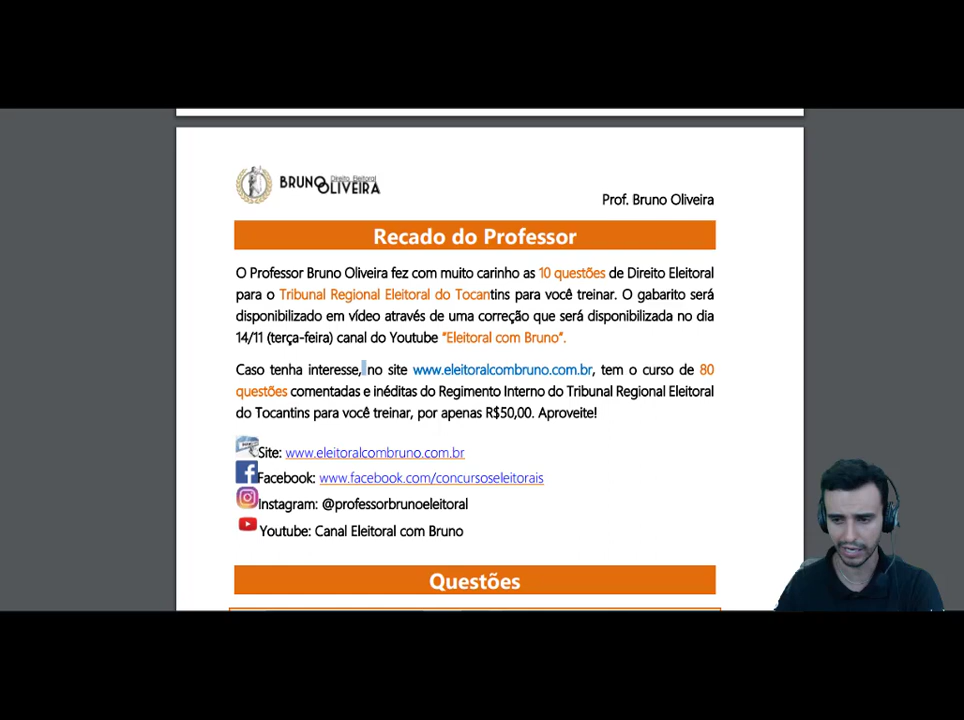 BRUNO OLIVEIRA
Direito Eleitoral
Prof. Bruno Oliveira
Recado do Professor
O Professor Bruno Oliveira fez com muito carinho as 10 questões de Direito Eleitoral
para o Tribunal Regional Eleitoral do Tocantins para você treinar. O gabarito será
disponibilizado em vídeo através de uma correção que será disponibilizada no dia
14/11 (terça-feira) canal do Youtube "Eleitoral com Bruno".
Caso tenha interesse, no site www.eleitoralcombruno.com.br, tem o curso de 80
questões comentadas e inéditas do Regimento Interno do Tribunal Regional Eleitoral
do Tocantins para você treinar, por apenas R$50,00. Aproveite!
Site: www.eleitoralcombruno.com.br
Facebook: www.facebook.com/concursoseleitorais
Instagram: @professorbrunoeleitoral
Youtube: Canal Eleitoral com Bruno
Questões